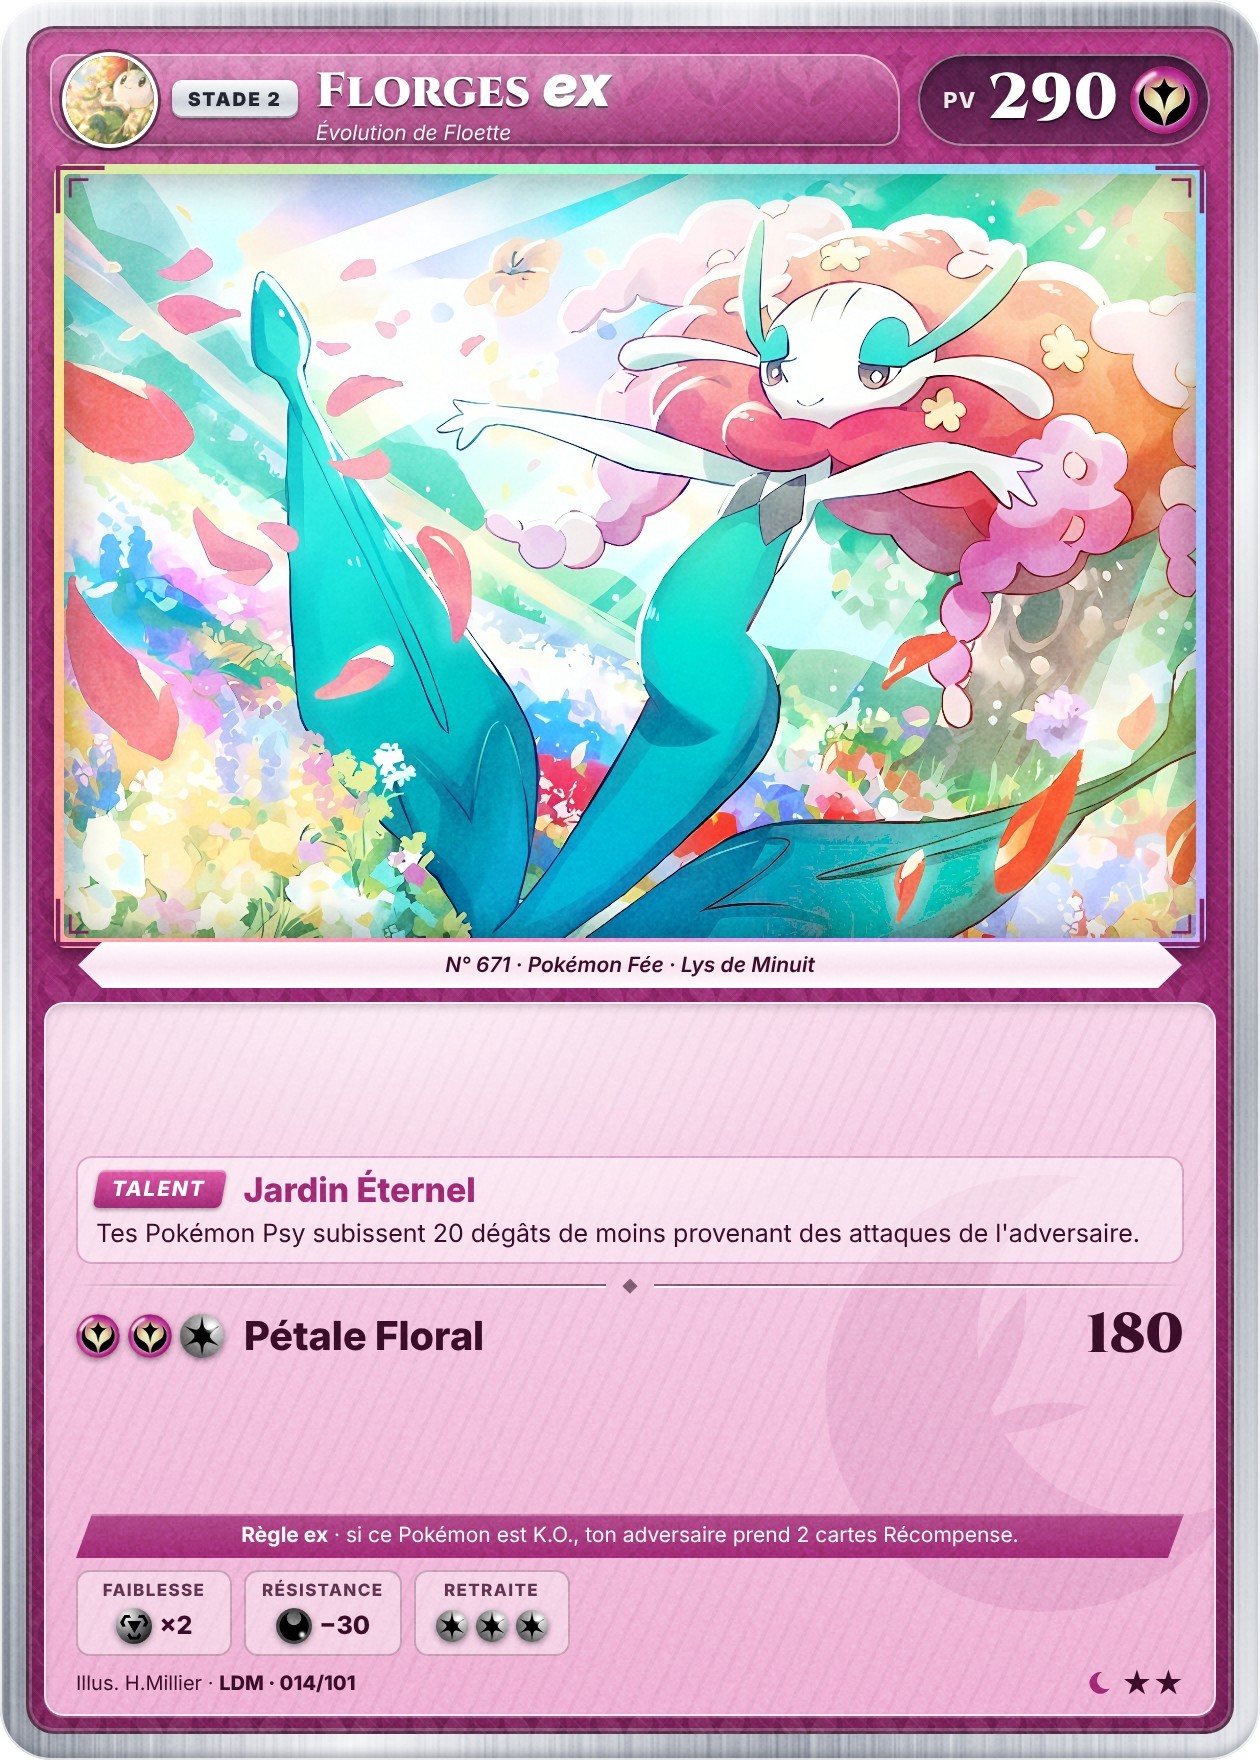 STADE 2
FLORGES ex
Évolution de Floette
PV 290
N° 671 · Pokémon Fée · Lys de Minuit
TALENT Jardin Éternel
Tes Pokémon Psy subissent 20 dégâts de moins provenant des attaques de l'adversaire.
Pétale Floral 180
Règle ex · si ce Pokémon est K.O., ton adversaire prend 2 cartes Récompense.
FAIBLESSE RÉSISTANCE RETRAITE
×2 −30
Illus. H.Millier · LDM · 014/101